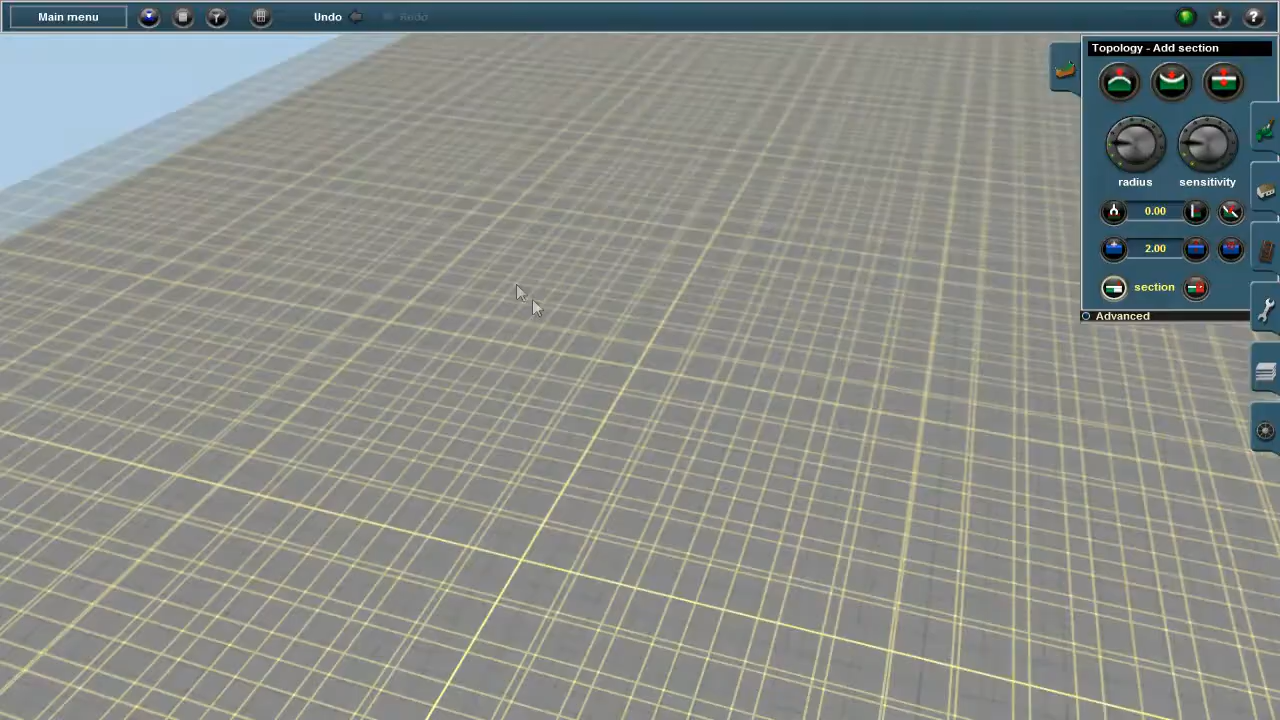 Main menu
Undo
Redo
?
Topology - Add section
radius
sensitivity
0.00
2.00
section
Advanced